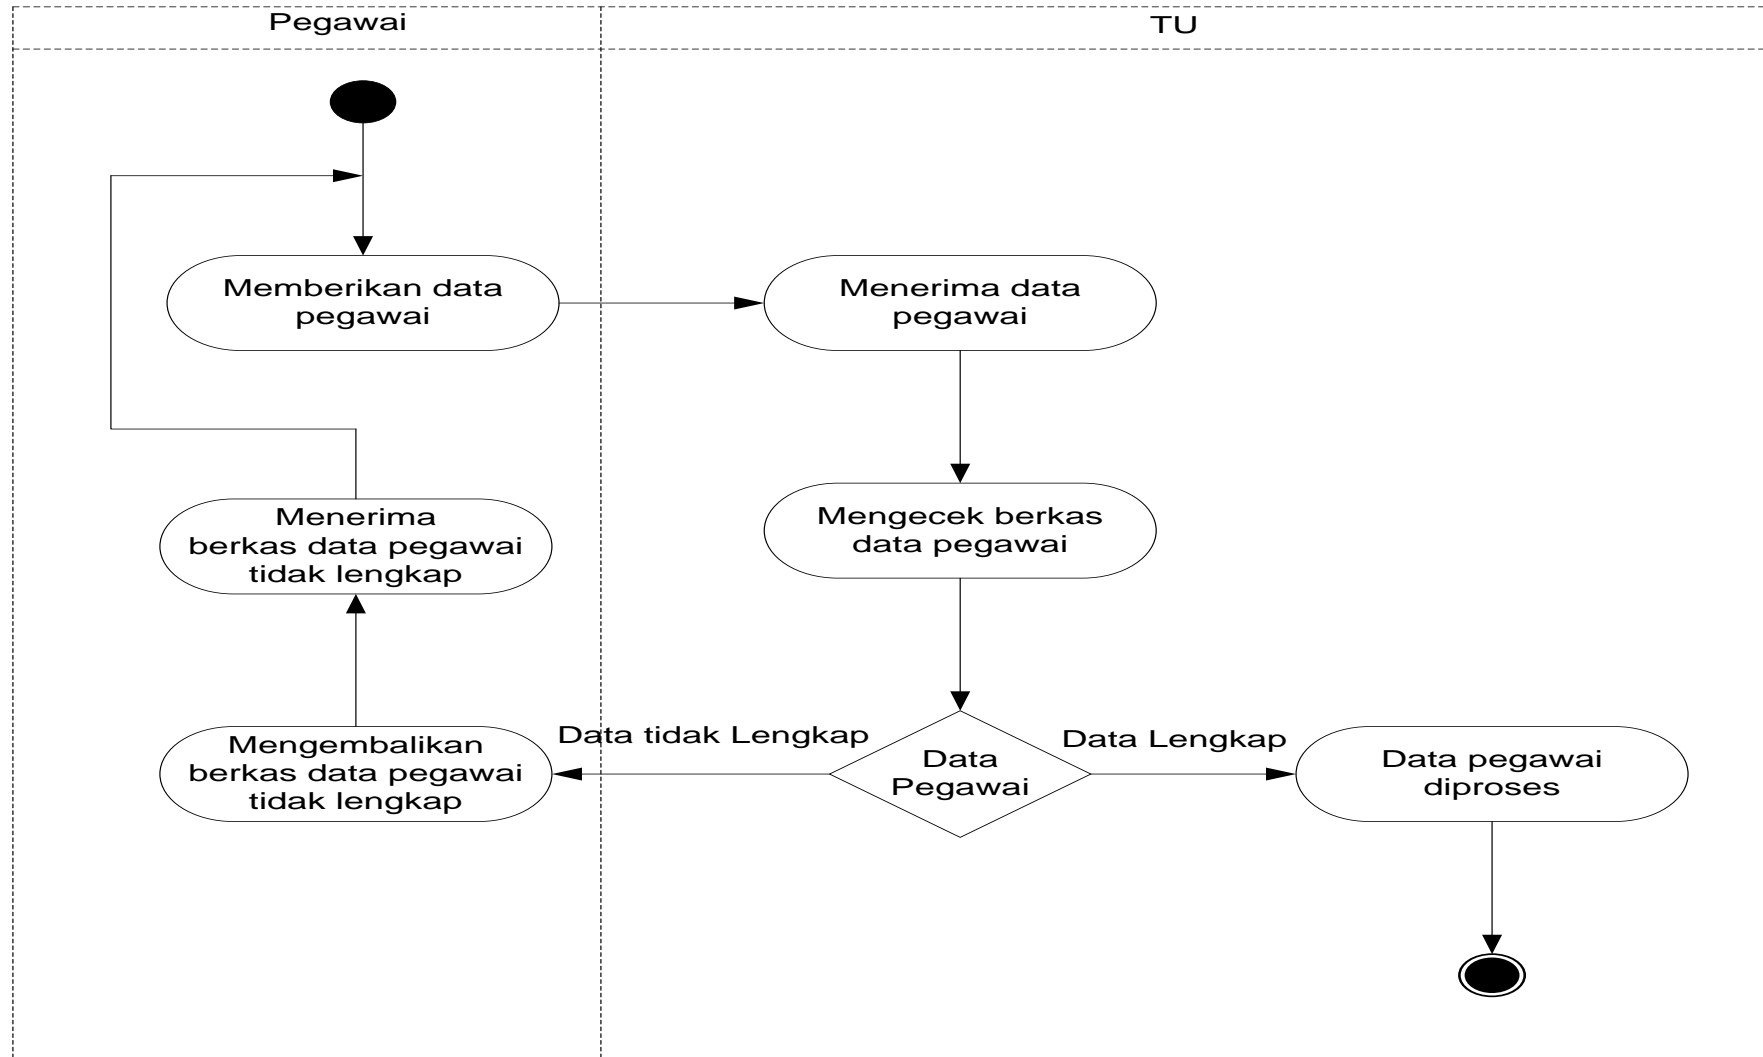 Pegawai
TU
Memberikan data
pegawai
Menerima data
pegawai
Mengecek berkas
data pegawai
Menerima
berkas data pegawai
tidak lengkap
Data tidak Lengkap
Data Lengkap
Mengembalikan
berkas data pegawai
tidak lengkap
Data
Pegawai
Data pegawai
diproses